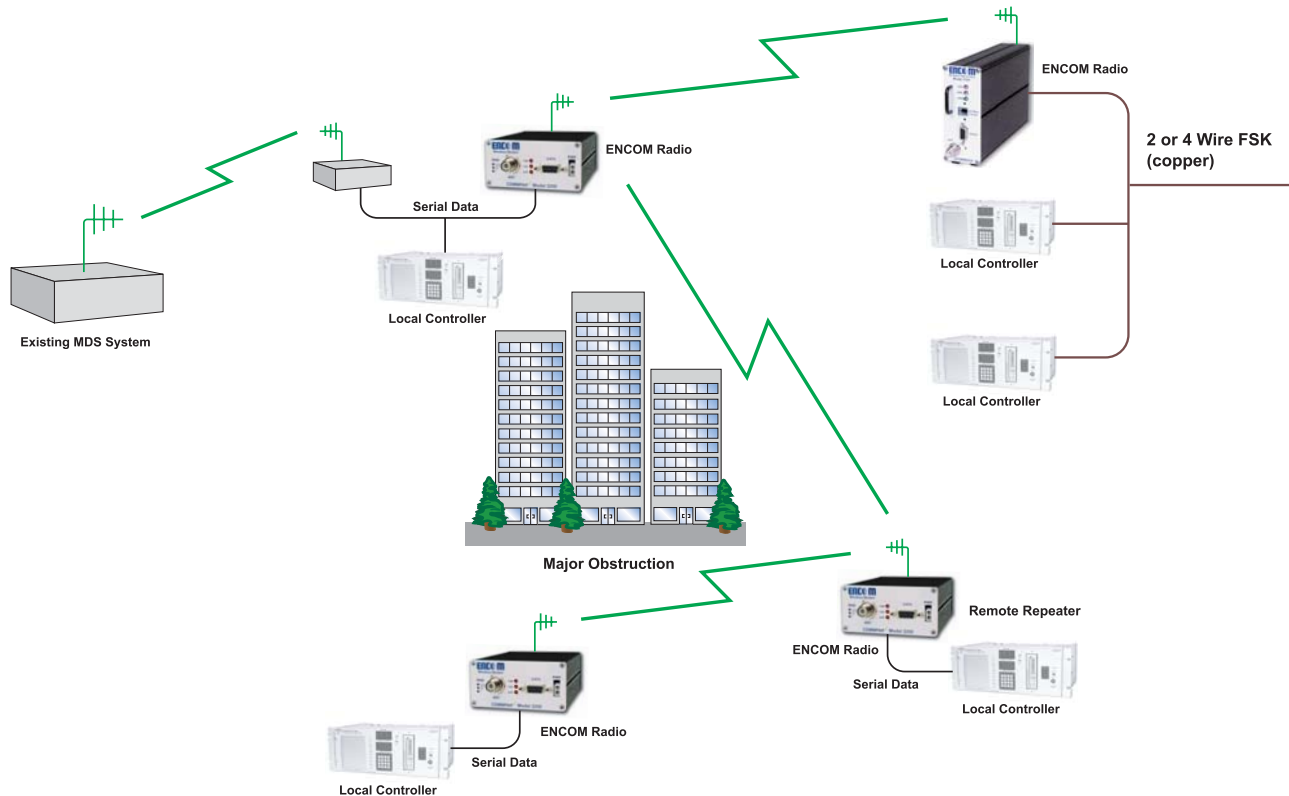 ENCOM Radio
2 or 4 Wire FSK
(copper)
ENCOM Radio
Serial Data
Local Controller
Local Controller
Existing MDS System
Local Controller
Major Obstruction
Remote Repeater
ENCOM Radio
Serial Data
Local Controller
ENCOM Radio
Serial Data
Local Controller